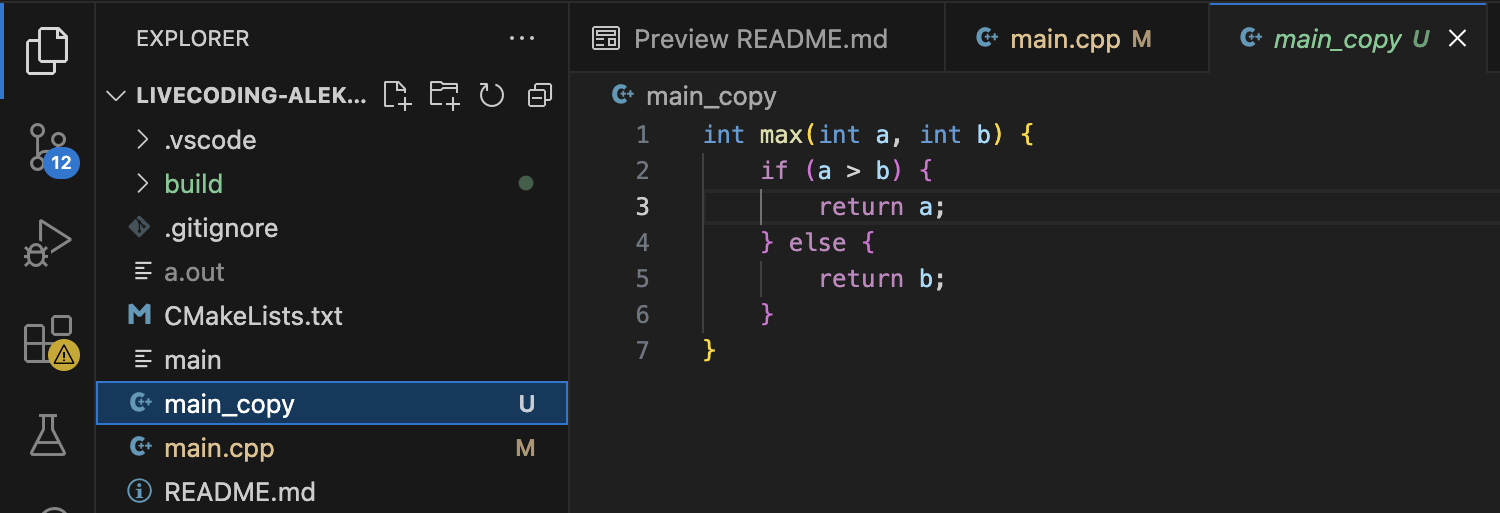 EXPLORER
LIVECODING-ALEK...
.vscode
build
.gitignore
a.out
CMakeLists.txt
main
main_copy U
main.cpp M
README.md
12
Preview README.md
main.cpp M
main_copy U
main_copy
1 int max(int a, int b) {
2     if (a > b) {
3         return a;
4     } else {
5         return b;
6     }
7 }